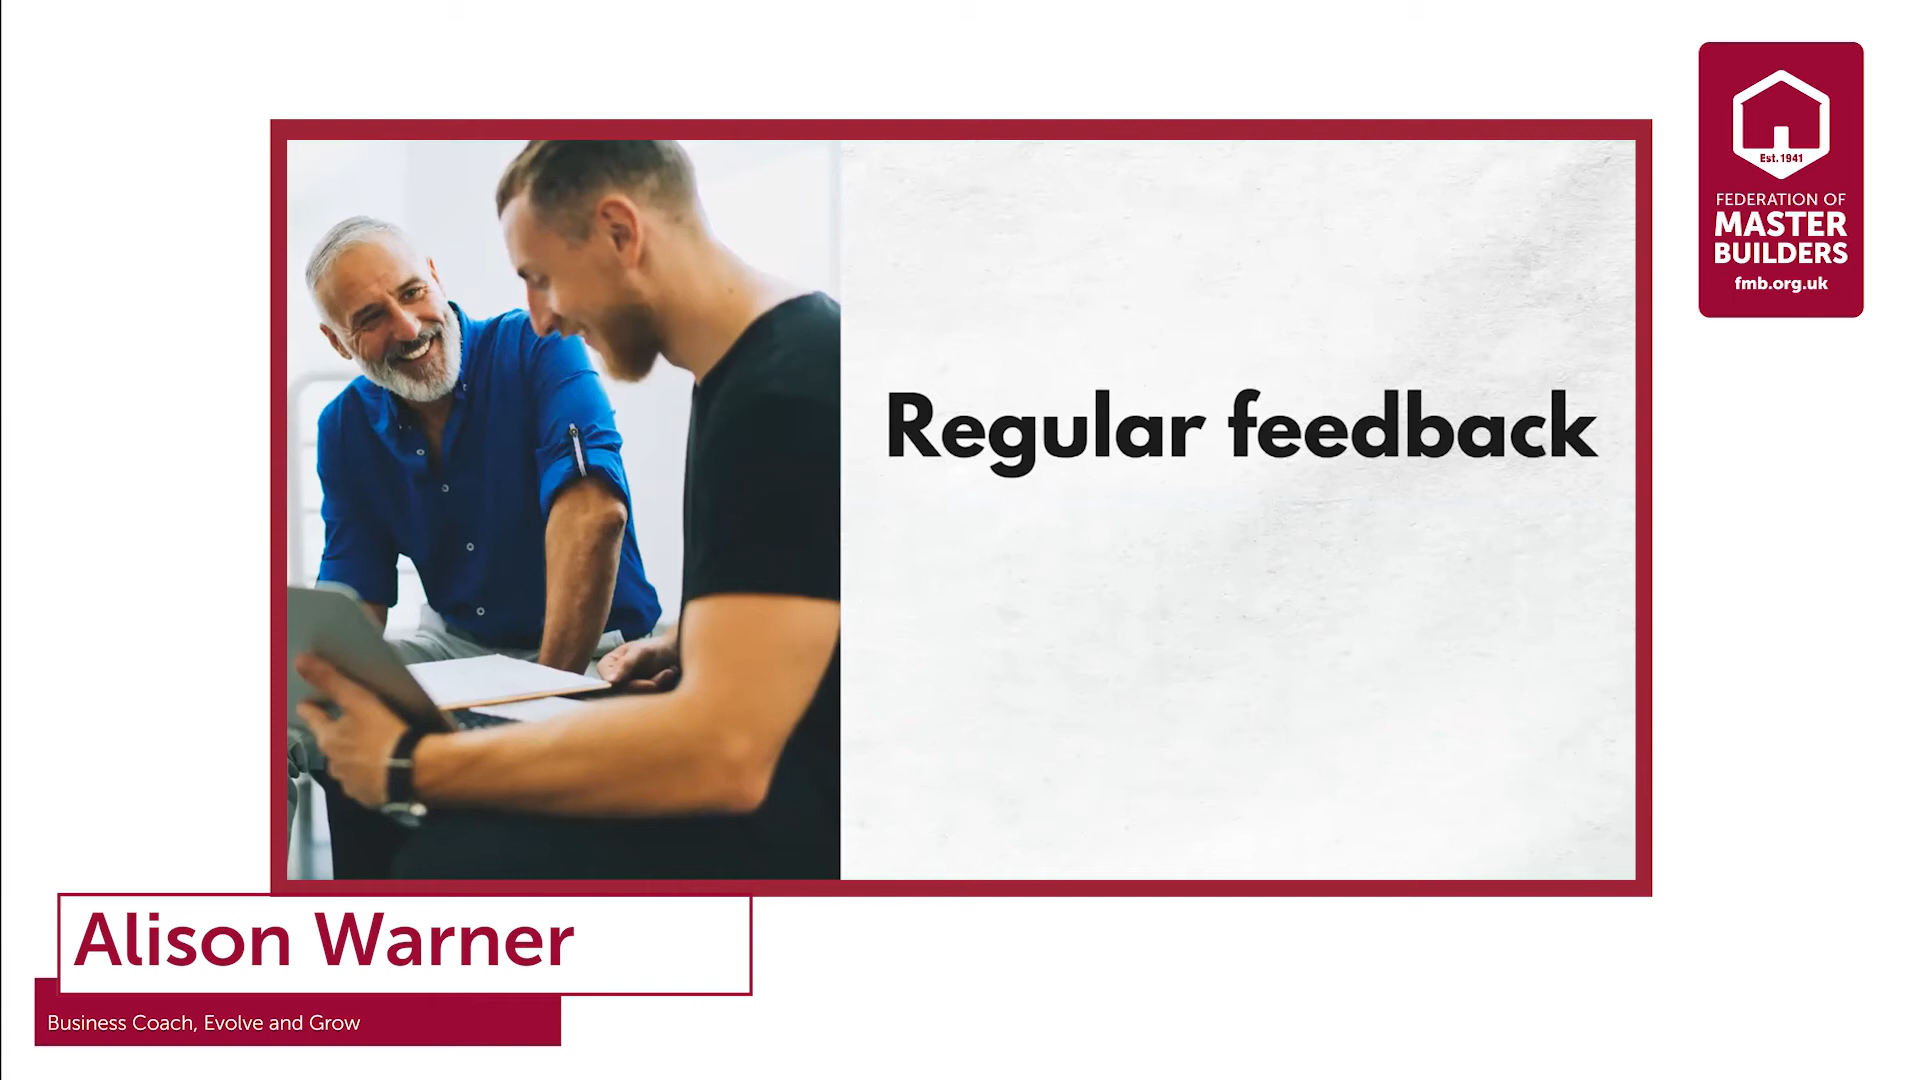 Est. 1941
FEDERATION OF
MASTER
BUILDERS
fmb.org.uk
Regular feedback
Alison Warner
Business Coach, Evolve and Grow